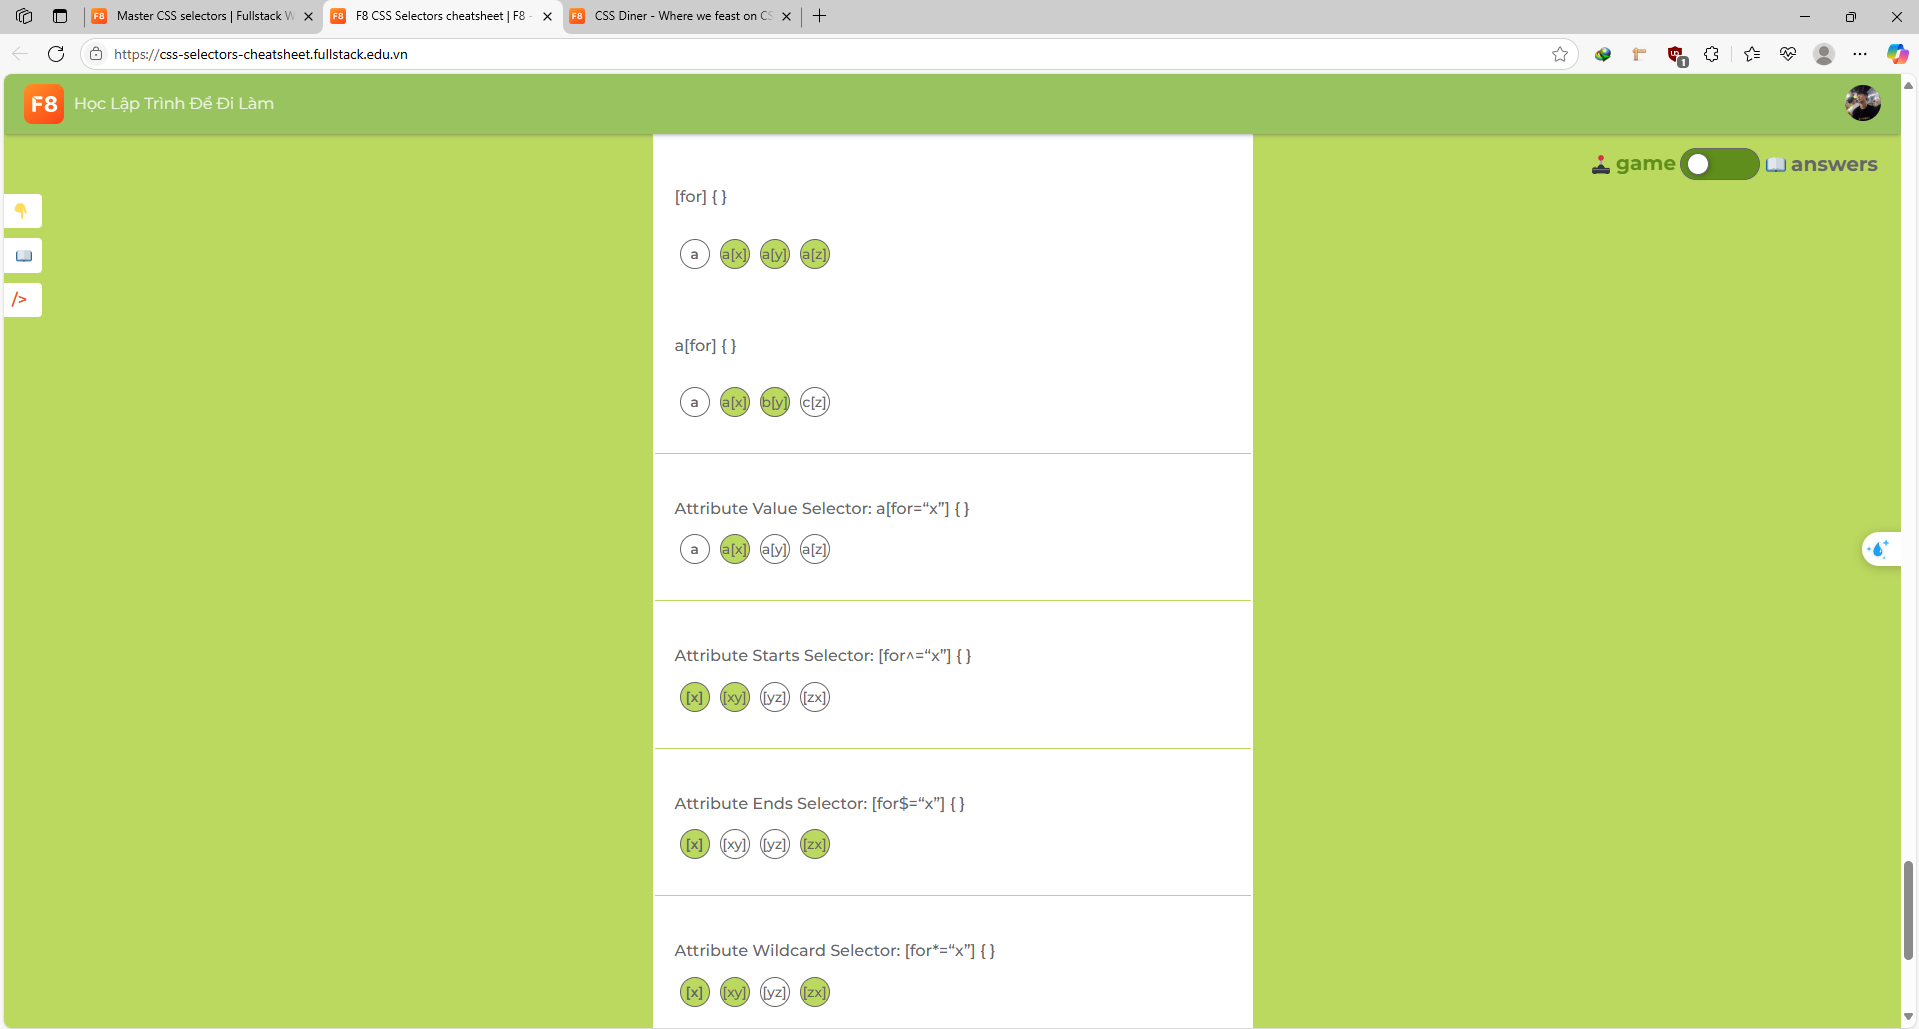 Master CSS selectors | Fullstack W
F8 CSS Selectors cheatsheet | F8 -
CSS Diner - Where we feast on CS
https://css-selectors-cheatsheet.fullstack.edu.vn
1
F8 Học Lập Trình Để Đi Làm
game answers
/>
[for] { }
a a[x] a[y] a[z]
a[for] { }
a a[x] b[y] c[z]
Attribute Value Selector: a[for=“x”] { }
a a[x] a[y] a[z]
Attribute Starts Selector: [for^=“x”] { }
[x] [xy] [yz] [zx]
Attribute Ends Selector: [for$=“x”] { }
[x] [xy] [yz] [zx]
Attribute Wildcard Selector: [for*=“x”] { }
[x] [xy] [yz] [zx]